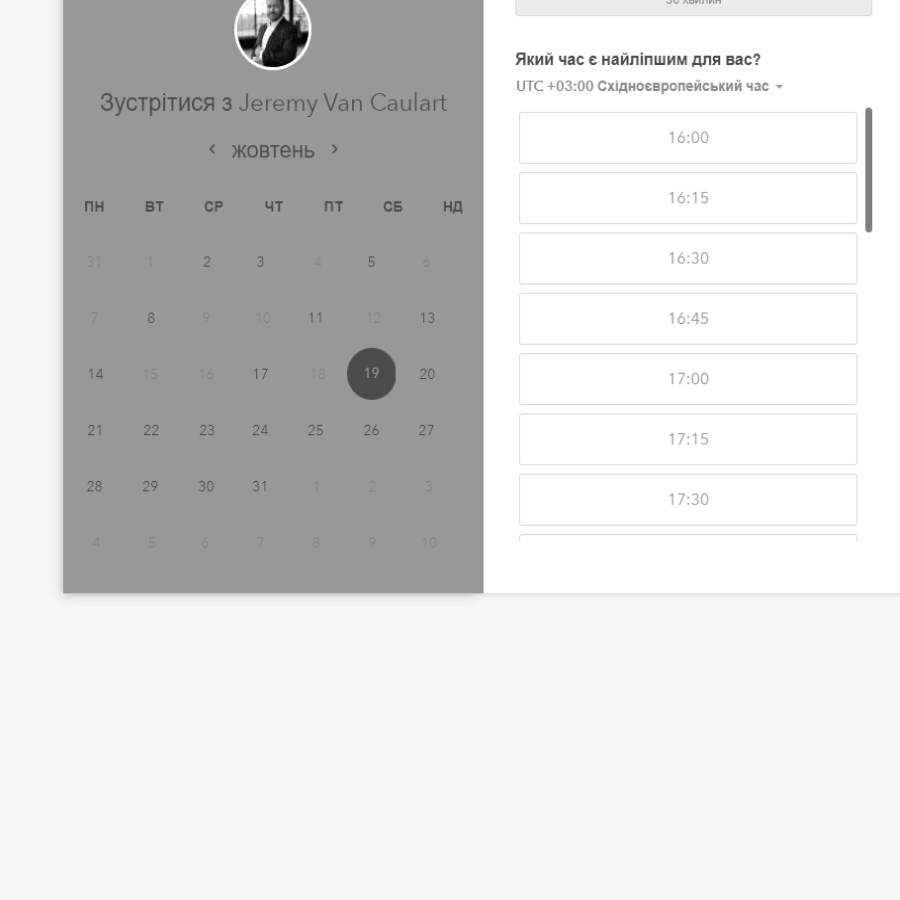 Зустрітися з Jeremy Van Caulart
‹ жовтень ›
ПН ВТ СР ЧТ ПТ СБ НД
31 1 2 3 4 5 6
7 8 9 10 11 12 13
14 15 16 17 18 19 20
21 22 23 24 25 26 27
28 29 30 31 1 2 3
4 5 6 7 8 9 10
30 хвилин
Який час є найліпшим для вас?
UTC +03:00 Східноєвропейський час
16:00
16:15
16:30
16:45
17:00
17:15
17:30